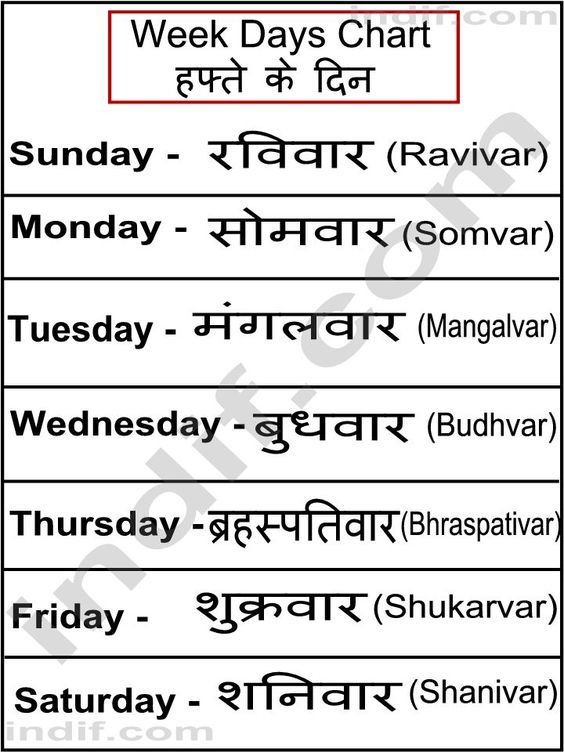 indif.com
Week Days Chart
हफ्ते के दिन
Sunday - रविवार (Ravivar)
Monday - सोमवार (Somvar)
Tuesday - मंगलवार (Mangalvar)
Wednesday - बुधवार (Budhvar)
Thursday - ब्रहस्पतिवार (Bhraspativar)
Friday - शुक्रवार (Shukarvar)
Saturday - शनिवार (Shanivar)
indif.com
indif.com